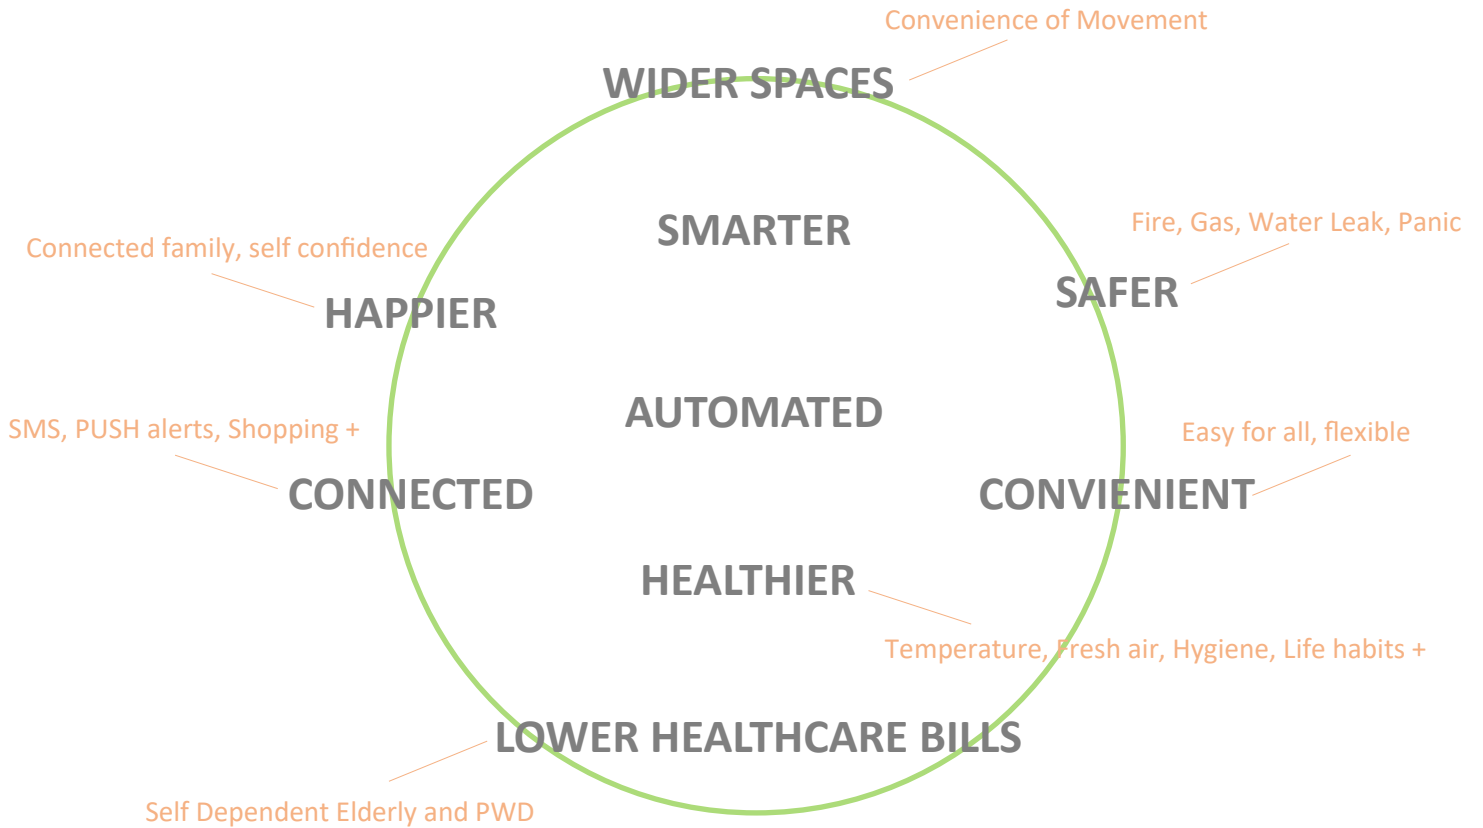 Convenience of Movement
WIDER SPACES
SMARTER
Fire, Gas, Water Leak, Panic
Connected family, self confidence
SAFER
HAPPIER
AUTOMATED
SMS, PUSH alerts, Shopping +
Easy for all, flexible
CONNECTED
CONVIENIENT
HEALTHIER
Temperature, Fresh air, Hygiene, Life habits +
LOWER HEALTHCARE BILLS
Self Dependent Elderly and PWD